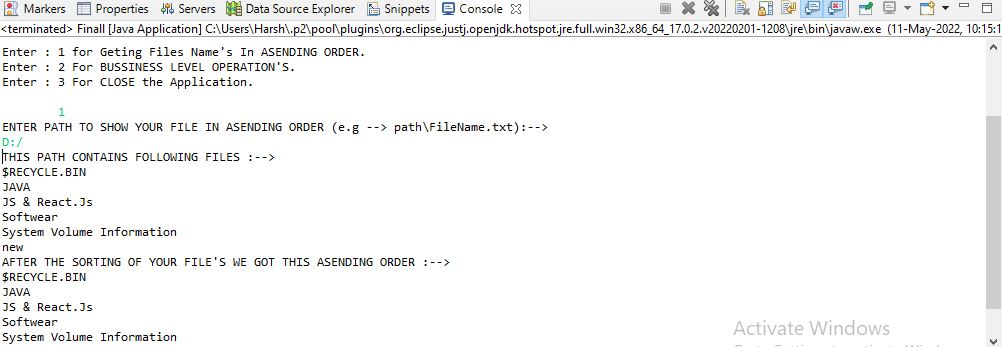 Markers Properties Servers Data Source Explorer Snippets Console
<terminated> Finall [Java Application] C:\Users\Harsh\.p2\pool\plugins\org.eclipse.justj.openjdk.hotspot.jre.full.win32.x86_64_17.0.2.v20220201-1208\jre\bin\javaw.exe (11-May-2022, 10:15:1
Enter : 1 for Geting Files Name's In ASENDING ORDER.
Enter : 2 For BUSSINESS LEVEL OPERATION'S.
Enter : 3 For CLOSE the Application.
1
ENTER PATH TO SHOW YOUR FILE IN ASENDING ORDER (e.g --> path\FileName.txt):-->
D:/
THIS PATH CONTAINS FOLLOWING FILES :-->
$RECYCLE.BIN
JAVA
JS & React.Js
Softwear
System Volume Information
new
AFTER THE SORTING OF YOUR FILE'S WE GOT THIS ASENDING ORDER :-->
$RECYCLE.BIN
JAVA
JS & React.Js
Softwear
System Volume Information
Activate Windows